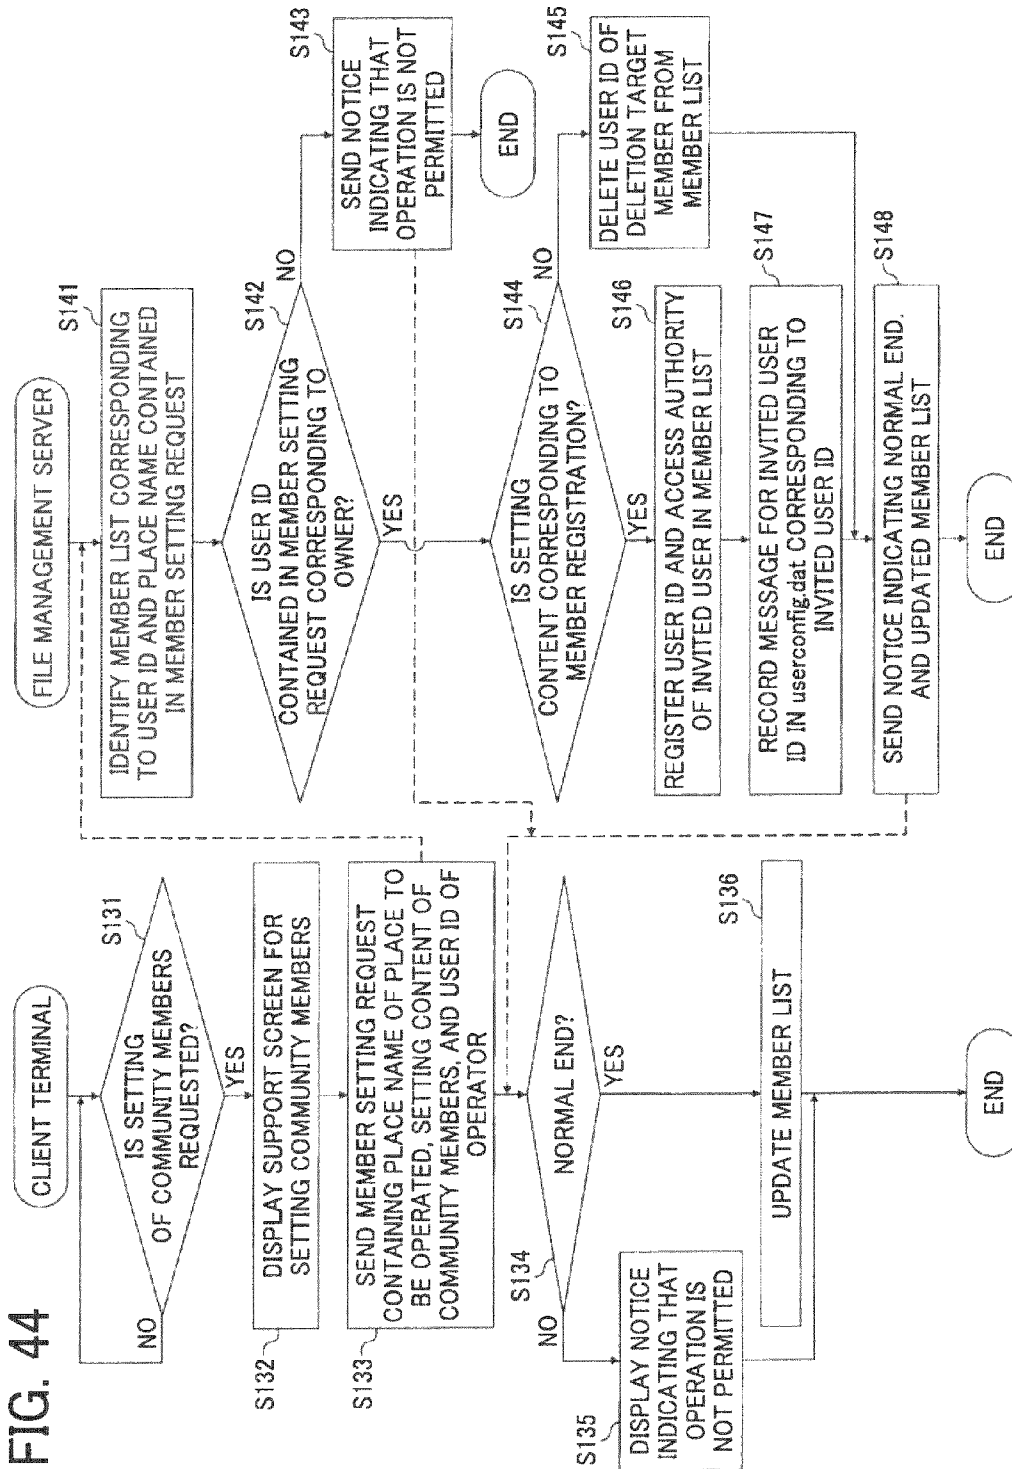 FIG. 44
CLIENT TERMINAL
S131
IS SETTING
OF COMMUNITY MEMBERS
REQUESTED?
NO
YES
S132
DISPLAY SUPPORT SCREEN FOR
SETTING COMMUNITY MEMBERS
S133
SEND MEMBER SETTING REQUEST
CONTAINING PLACE NAME OF PLACE TO
BE OPERATED, SETTING CONTENT OF
COMMUNITY MEMBERS, AND USER ID OF
OPERATOR
S134
NORMAL END?
NO
YES
S135
DISPLAY NOTICE
INDICATING THAT
OPERATION IS
NOT PERMITTED
S136
UPDATE MEMBER LIST
END
FILE MANAGEMENT SERVER
S141
IDENTIFY MEMBER LIST CORRESPONDING
TO USER ID AND PLACE NAME CONTAINED
IN MEMBER SETTING REQUEST
S142
IS USER ID
CONTAINED IN MEMBER SETTING
REQUEST CORRESPONDING TO
OWNER?
NO
YES
S143
SEND NOTICE
INDICATING THAT
OPERATION IS NOT
PERMITTED
END
S144
IS SETTING
CONTENT CORRESPONDING TO
MEMBER REGISTRATION?
NO
YES
S145
DELETE USER ID OF
DELETION TARGET
MEMBER FROM
MEMBER LIST
S146
REGISTER USER ID AND ACCESS AUTHORITY
OF INVITED USER IN MEMBER LIST
S147
RECORD MESSAGE FOR INVITED USER
ID IN userconfig.dat CORRESPONDING TO
INVITED USER ID
S148
SEND NOTICE INDICATING NORMAL END,
AND UPDATED MEMBER LIST
END